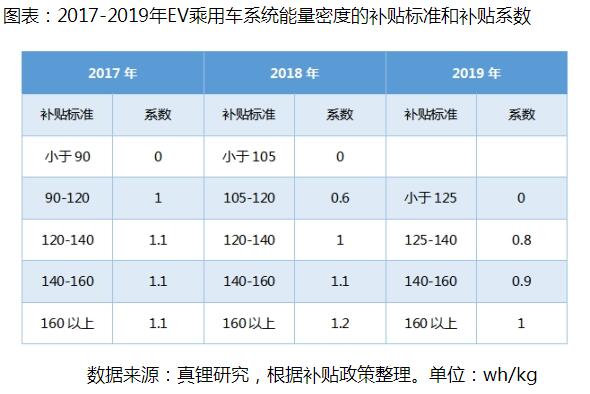 图表：2017-2019年EV乘用车系统能量密度的补贴标准和补贴系数
2017 年 2018 年 2019 年
补贴标准 系数 补贴标准 系数 补贴标准 系数
小于 90 0 小于 105 0
90-120 1 105-120 0.6 小于 125 0
120-140 1.1 120-140 1 125-140 0.8
140-160 1.1 140-160 1.1 140-160 0.9
160 以上 1.1 160 以上 1.2 160 以上 1
数据来源：真锂研究，根据补贴政策整理。单位：wh/kg